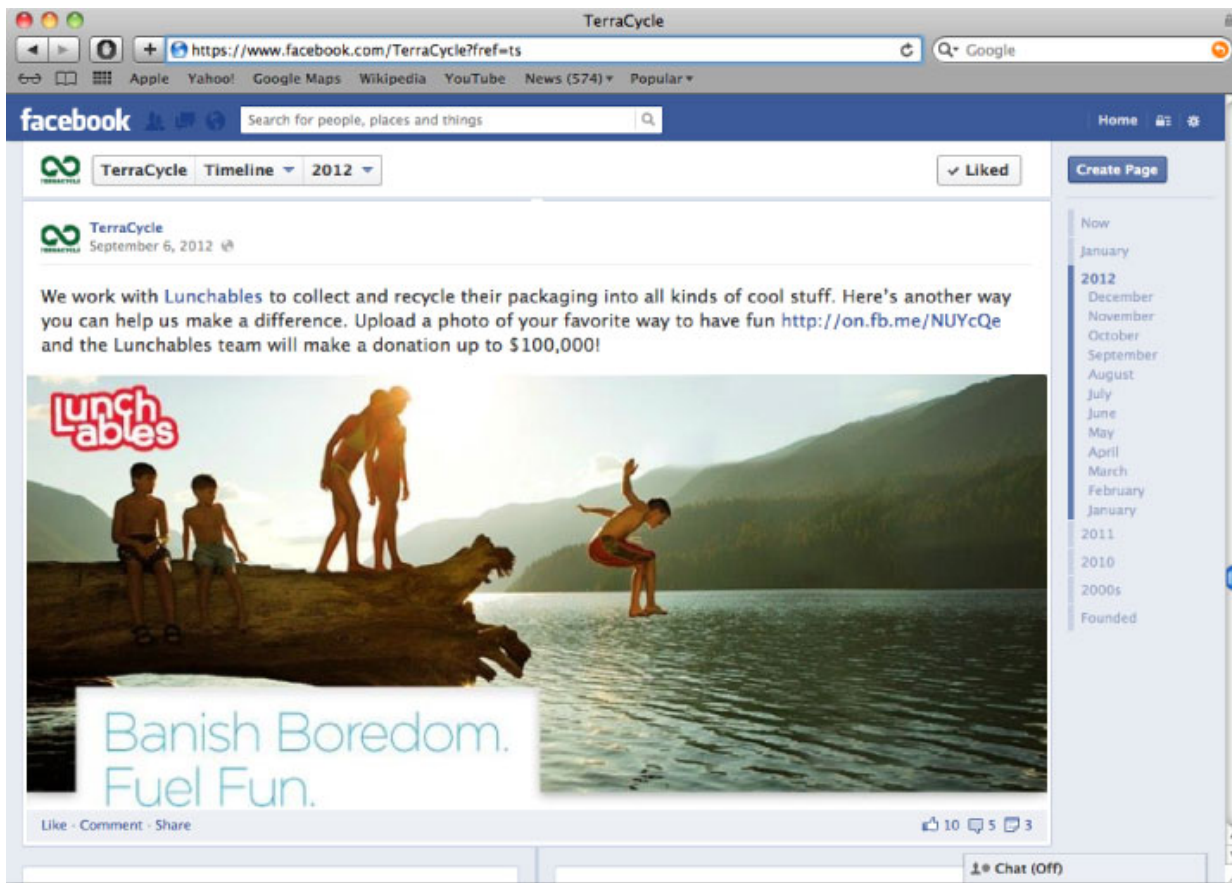 TerraCycle
https://www.facebook.com/TerraCycle?fref=ts
Google
Apple Yahoo! Google Maps Wikipedia YouTube News (574) Popular
facebook
Search for people, places and things
Home
TERRACYCLE
TerraCycle Timeline 2012
Liked
Create Page
TERRACYCLE
TerraCycle
September 6, 2012
We work with Lunchables to collect and recycle their packaging into all kinds of cool stuff. Here's another way
you can help us make a difference. Upload a photo of your favorite way to have fun http://on.fb.me/NUYcQe
and the Lunchables team will make a donation up to $100,000!
Lunch
ables
Banish Boredom.
Fuel Fun.
Like · Comment · Share
10 5 3
Now
January
2012
December
November
October
September
August
July
June
May
April
March
February
January
2011
2010
2000s
Founded
Chat (Off)